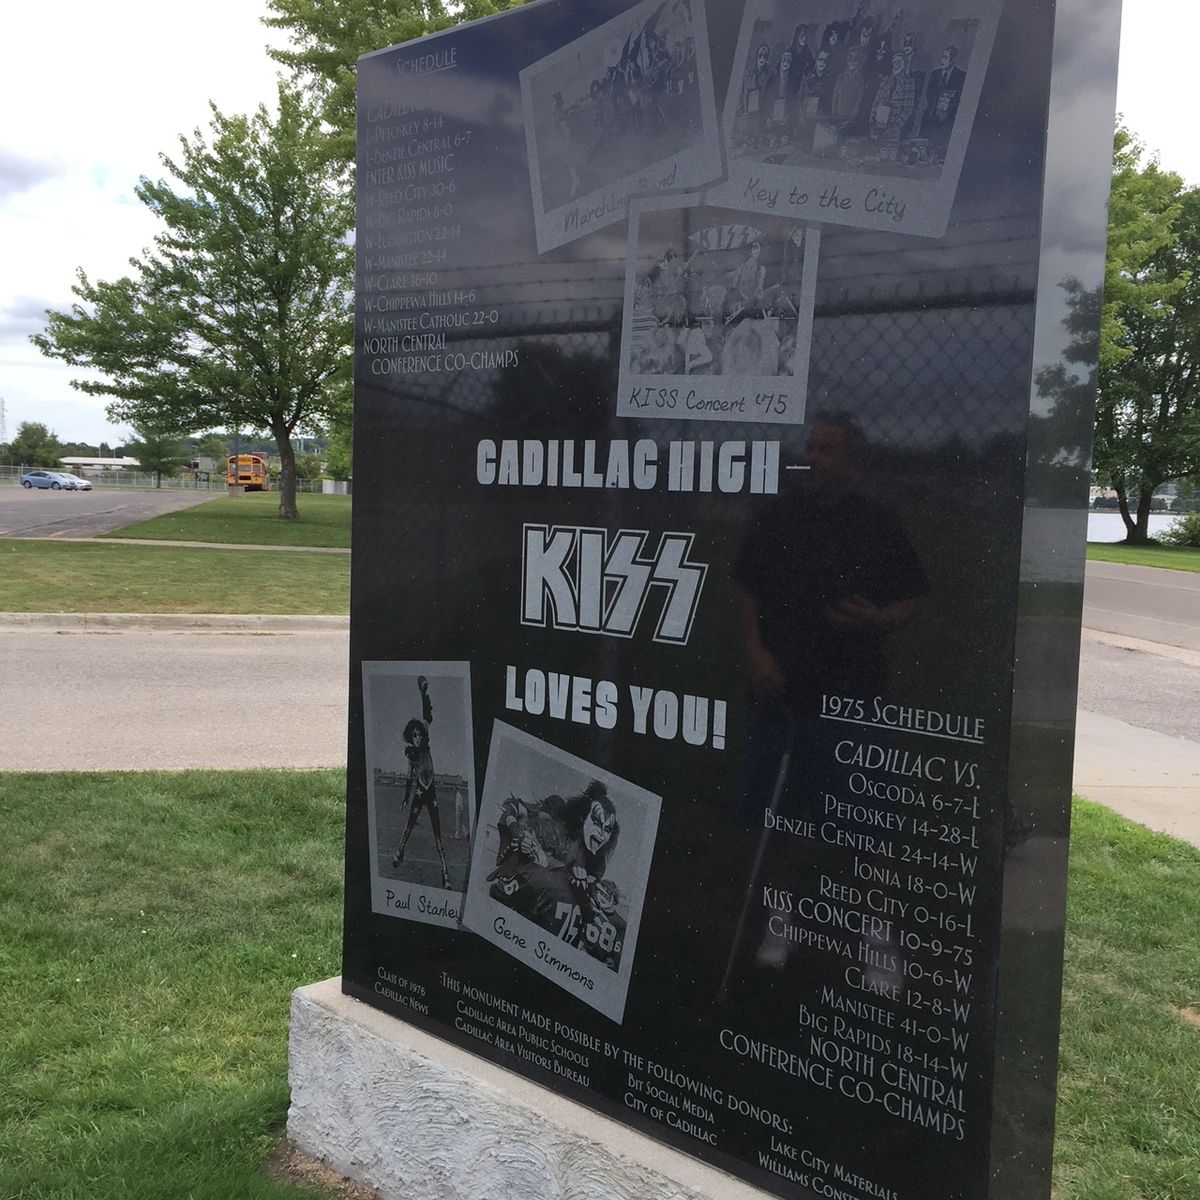 Schedule
L-Petoskey 8-14
L-Benzie Central 6-7
ENTER KISS MUSIC
W-Reed City 30-6
W-Big Rapids 8-0
W-Ludington 22-14
W-Manistee 22-14
W-Clare 36-10
W-Chippewa Hills 14-6
W-Manistee Catholic 22-0
NORTH CENTRAL
CONFERENCE CO-CHAMPS
Marching Band
Key to the City
KISS
KISS Concert '75
CADILLAC HIGH–
KISS
LOVES YOU!
Paul Stanley
75
68
Gene Simmons
1975 Schedule
CADILLAC VS.
Oscoda 6-7-L
Petoskey 14-28-L
Benzie Central 24-14-W
Ionia 18-0-W
Reed City 0-16-L
KISS CONCERT 10-9-75
Chippewa Hills 10-6-W
Clare 12-8-W
Manistee 41-0-W
Big Rapids 18-14-W
NORTH CENTRAL
CONFERENCE CO-CHAMPS
This monument made possible by the following donors:
Class of 1976
Cadillac News
Cadillac Area Public Schools
Cadillac Area Visitors Bureau
Bit Social Media
City of Cadillac
Lake City Materials
Williams